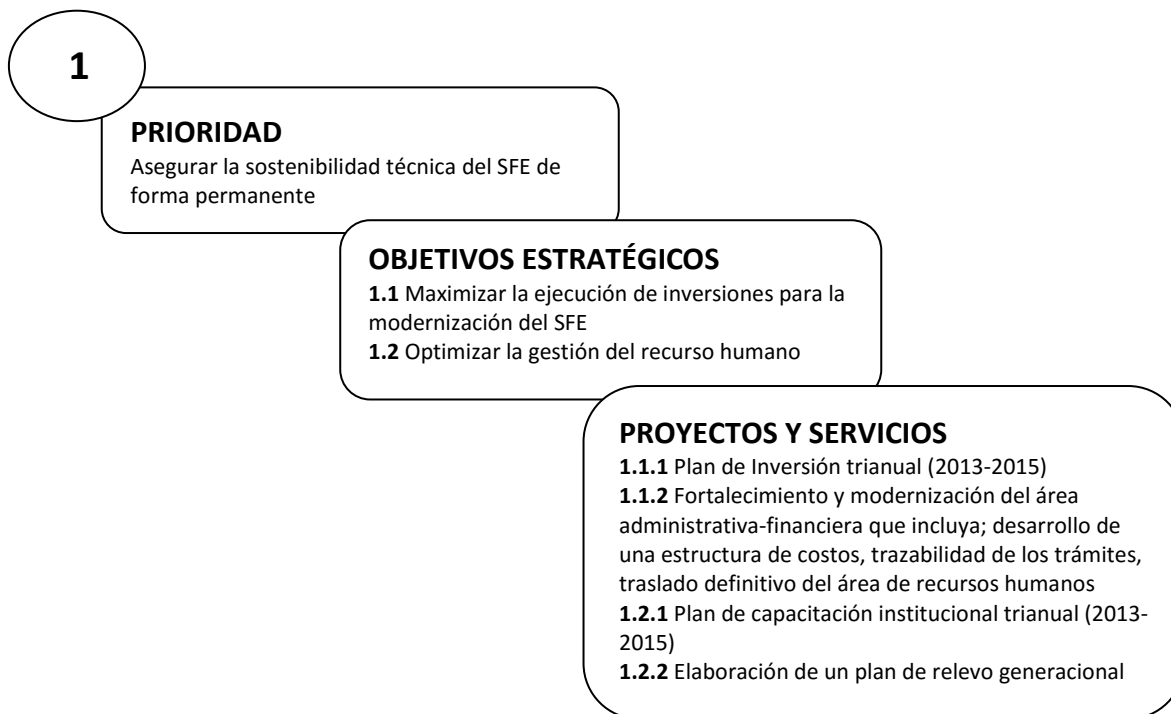 1
PRIORIDAD
Asegurar la sostenibilidad técnica del SFE de
forma permanente
OBJETIVOS ESTRATÉGICOS
1.1 Maximizar la ejecución de inversiones para la
modernización del SFE
1.2 Optimizar la gestión del recurso humano
PROYECTOS Y SERVICIOS
1.1.1 Plan de Inversión trianual (2013-2015)
1.1.2 Fortalecimiento y modernización del área
administrativa-financiera que incluya; desarrollo de
una estructura de costos, trazabilidad de los trámites,
traslado definitivo del área de recursos humanos
1.2.1 Plan de capacitación institucional trianual (2013-
2015)
1.2.2 Elaboración de un plan de relevo generacional